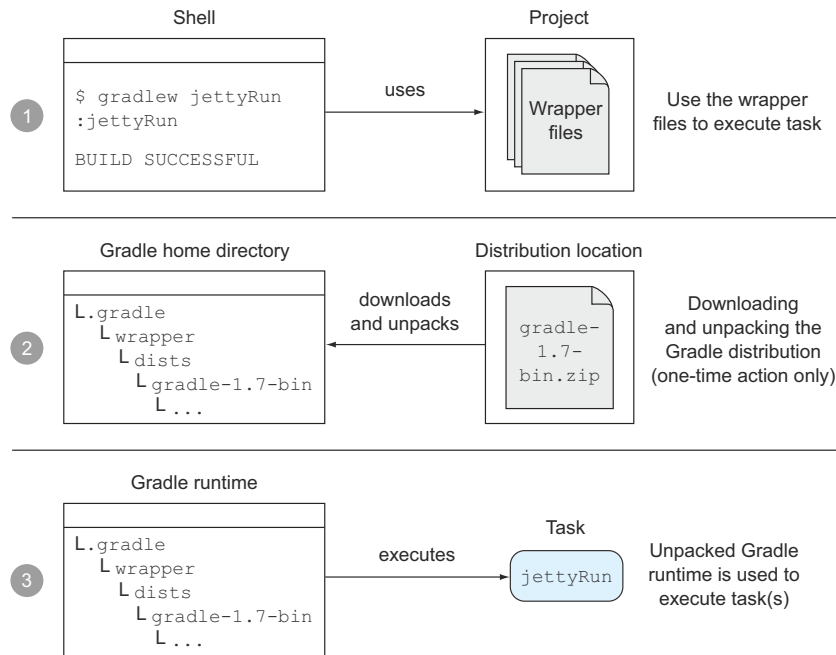 Shell
Project
1
$ gradlew jettyRun
:jettyRun
BUILD SUCCESSFUL
uses
Wrapper
files
Use the wrapper
files to execute task
Gradle home directory
Distribution location
2
.gradle
wrapper
dists
gradle-1.7-bin
...
downloads
and unpacks
gradle-
1.7-
bin.zip
Downloading
and unpacking the
Gradle distribution
(one-time action only)
Gradle runtime
3
.gradle
wrapper
dists
gradle-1.7-bin
...
executes
Task
jettyRun
Unpacked Gradle
runtime is used to
execute task(s)